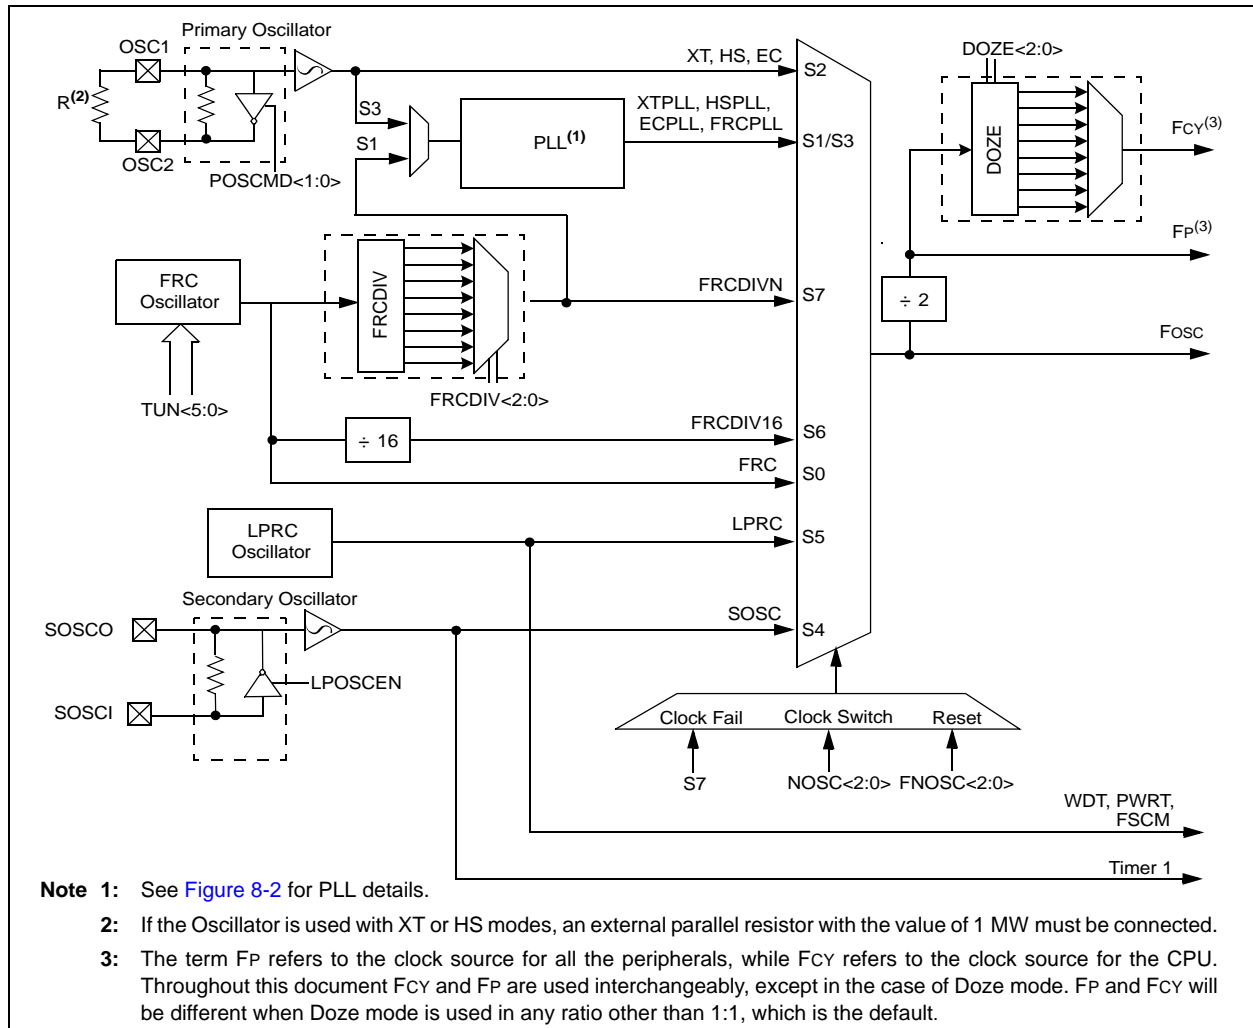 Primary Oscillator
OSC1
R(2)
OSC2
POSCMD<1:0>
S3
S1
PLL(1)
XT, HS, EC
XTPLL, HSPLL,
ECPLL, FRCPLL
S2
S1/S3
DOZE<2:0>
DOZE
FCY(3)
FP(3)
÷ 2
FOSC
FRC
Oscillator
TUN<5:0>
FRCDIV
FRCDIV<2:0>
FRCDIVN
S7
÷ 16
FRCDIV16
S6
FRC
S0
LPRC
Oscillator
LPRC
S5
Secondary Oscillator
SOSCO
SOSCI
LPOSCEN
SOSC
S4
Clock Fail
Clock Switch
Reset
S7
NOSC<2:0>
FNOSC<2:0>
WDT, PWRT,
FSCM
Timer 1
Note 1: See Figure 8-2 for PLL details.
2: If the Oscillator is used with XT or HS modes, an external parallel resistor with the value of 1 MW must be connected.
3: The term FP refers to the clock source for all the peripherals, while FCY refers to the clock source for the CPU.
Throughout this document FCY and FP are used interchangeably, except in the case of Doze mode. FP and FCY will
be different when Doze mode is used in any ratio other than 1:1, which is the default.